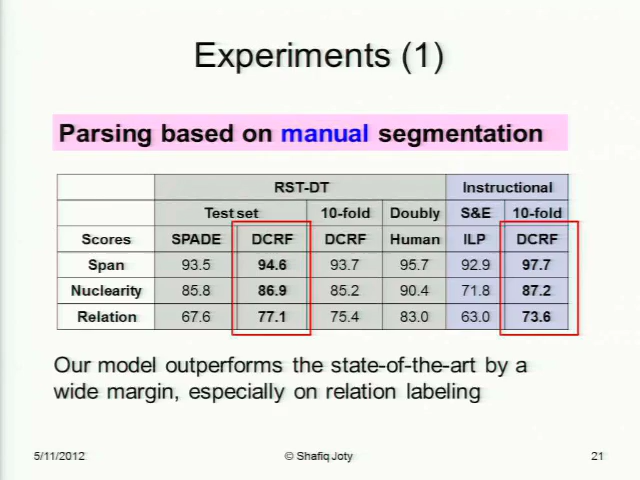 Experiments (1)
Parsing based on manual segmentation
RST-DT Instructional
Test set 10-fold Doubly S&E 10-fold
Scores SPADE DCRF DCRF Human ILP DCRF
Span 93.5 94.6 93.7 95.7 92.9 97.7
Nuclearity 85.8 86.9 85.2 90.4 71.8 87.2
Relation 67.6 77.1 75.4 83.0 63.0 73.6
Our model outperforms the state-of-the-art by a
wide margin, especially on relation labeling
5/11/2012 © Shafiq Joty 21